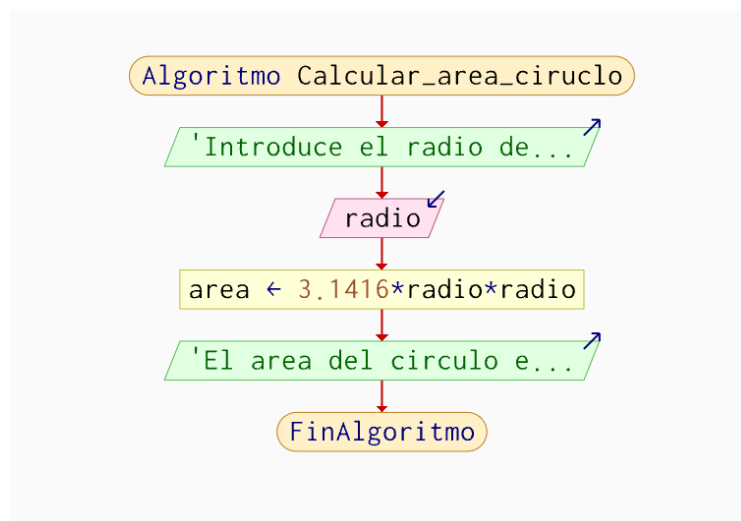 Algoritmo Calcular_area_ciruclo
'Introduce el radio de...
radio
area ← 3.1416*radio*radio
'El area del circulo e...
FinAlgoritmo